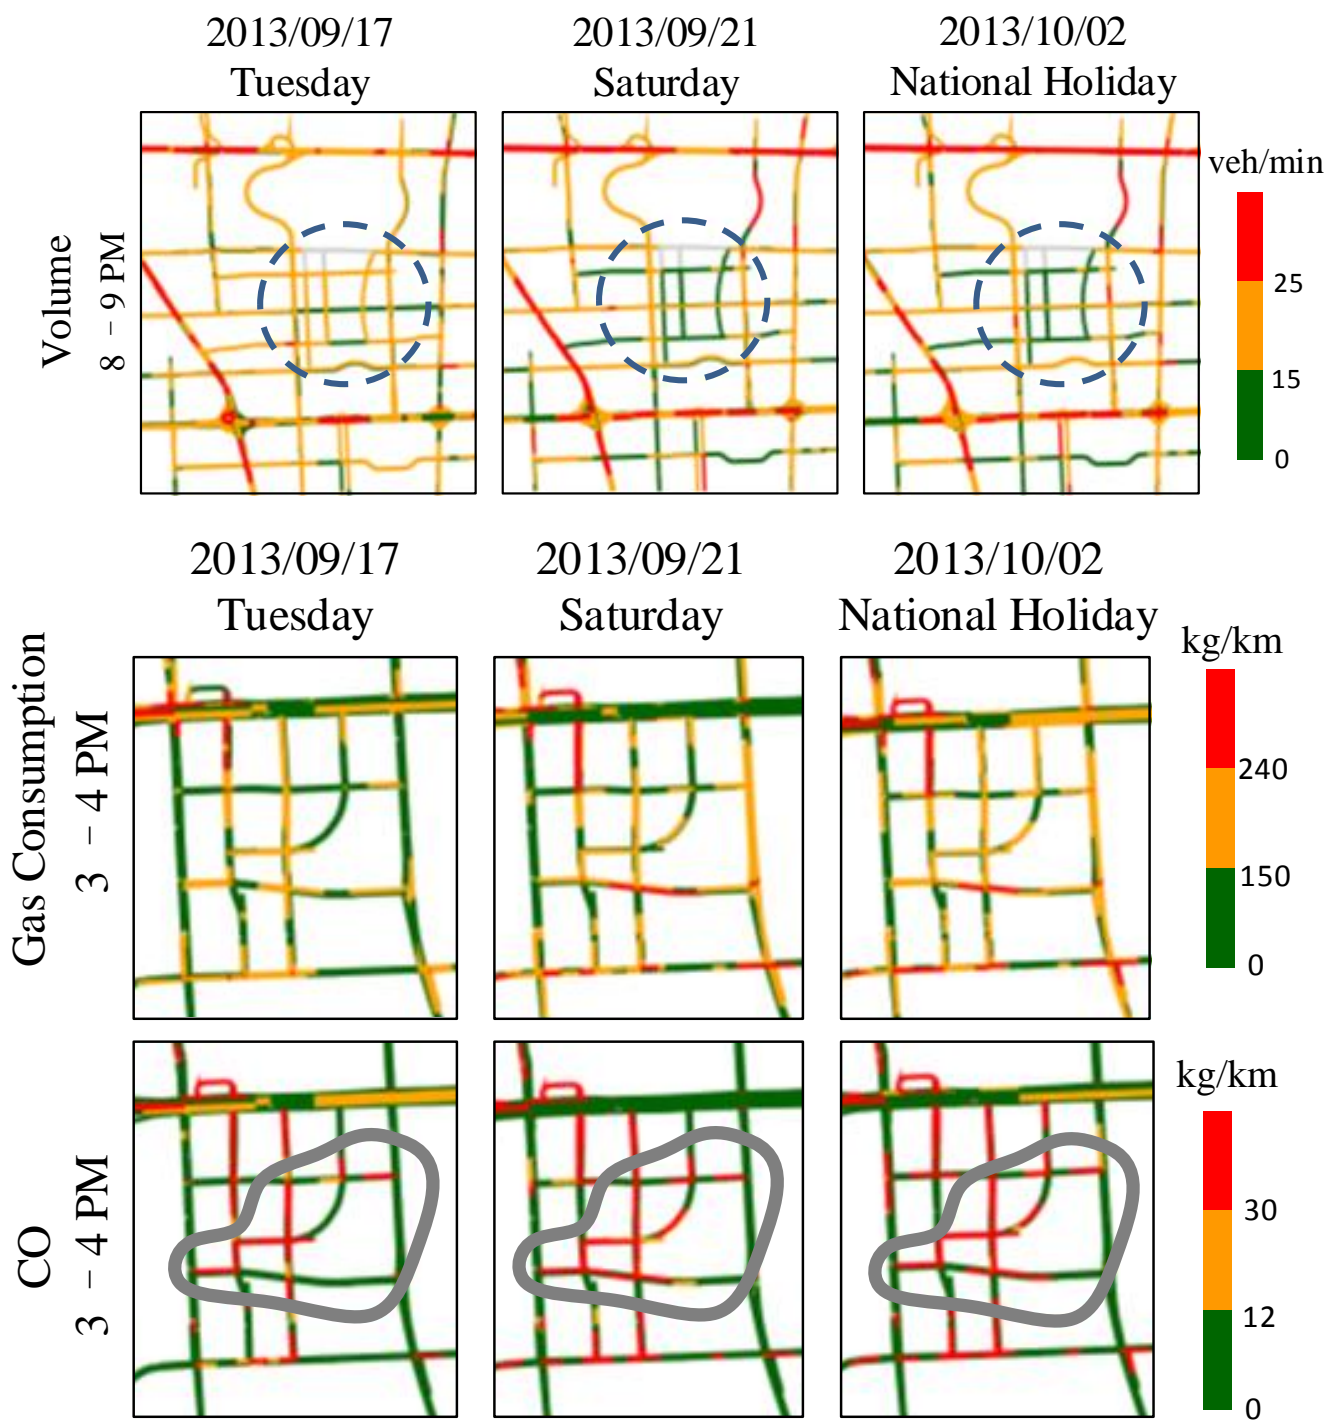 2013/09/17
Tuesday
2013/09/21
Saturday
2013/10/02
National Holiday
Volume
8 – 9 PM
veh/min
25
15
0
2013/09/17
Tuesday
2013/09/21
Saturday
2013/10/02
National Holiday
Gas Consumption
3 – 4 PM
kg/km
240
150
0
CO
3 – 4 PM
kg/km
30
12
0